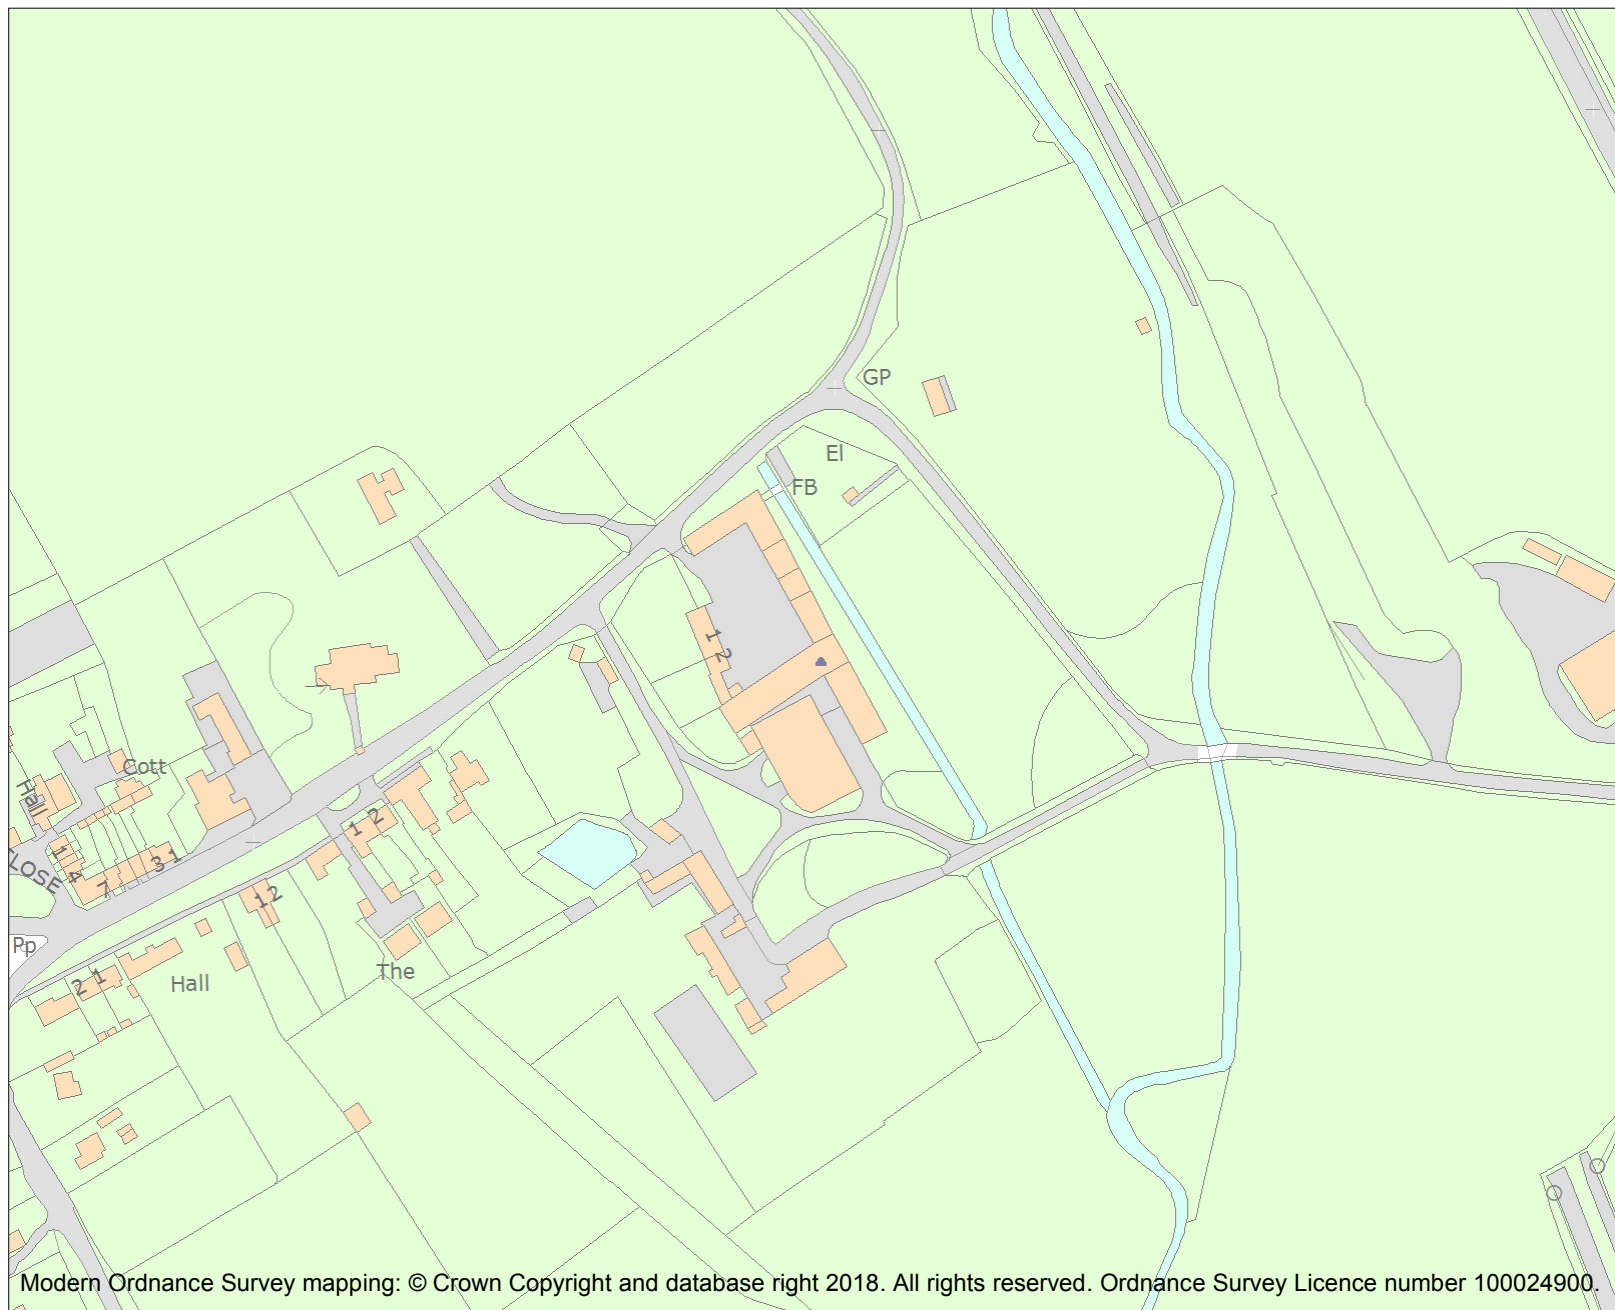 GP
El
FB
1 2
Cott
Hall
1 2
1 4
3 1
7
LOSE
1 2
Pp
2 1
Hall
The
Modern Ordnance Survey mapping: © Crown Copyright and database right 2018. All rights reserved. Ordnance Survey Licence number 100024900.